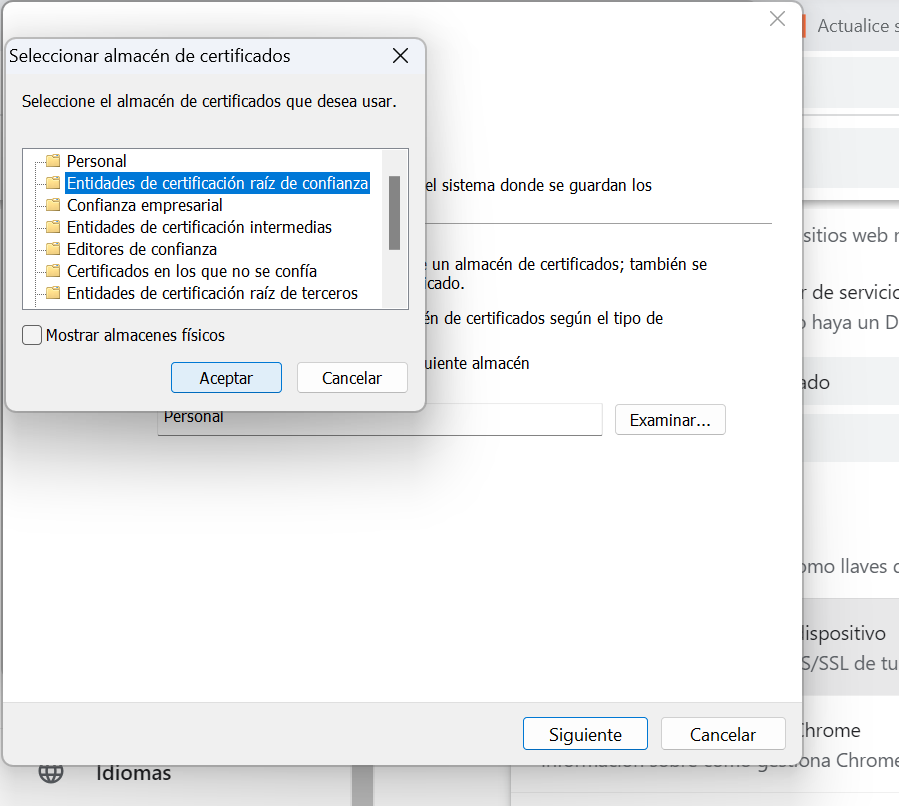 Actualice s
Seleccionar almacén de certificados
Seleccione el almacén de certificados que desea usar.
Personal
Entidades de certificación raíz de confianza
Confianza empresarial
Entidades de certificación intermedias
Editores de confianza
Certificados en los que no se confía
Entidades de certificación raíz de terceros
Mostrar almacenes físicos
Aceptar
Cancelar
el sistema donde se guardan los
un almacén de certificados; también se
icado.
én de certificados según el tipo de
uiente almacén
Personal
Examinar...
Siguiente
Cancelar
sitios web
r de servicio
haya un D
ado
omo llaves
dispositivo
S/SSL de tu
Chrome
Información sobre cómo gestiona Chrome
Idiomas